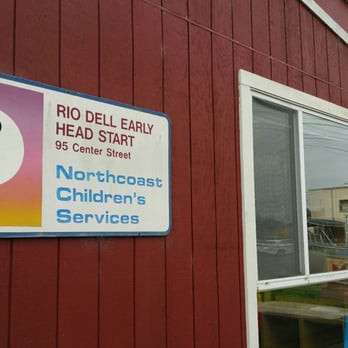 RIO DELL EARLY
HEAD START
95 Center Street
Northcoast
Children's
Services